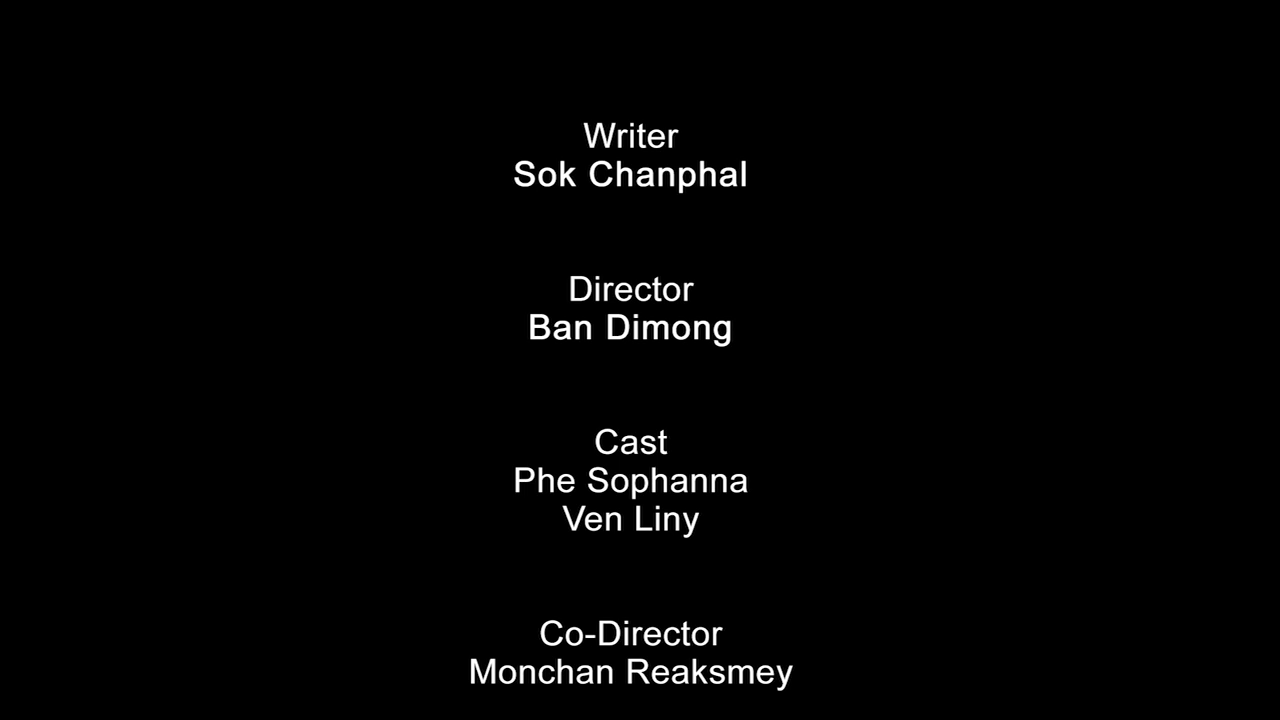 Writer
Sok Chanphal
Director
Ban Dimong
Cast
Phe Sophanna
Ven Liny
Co-Director
Monchan Reaksmey